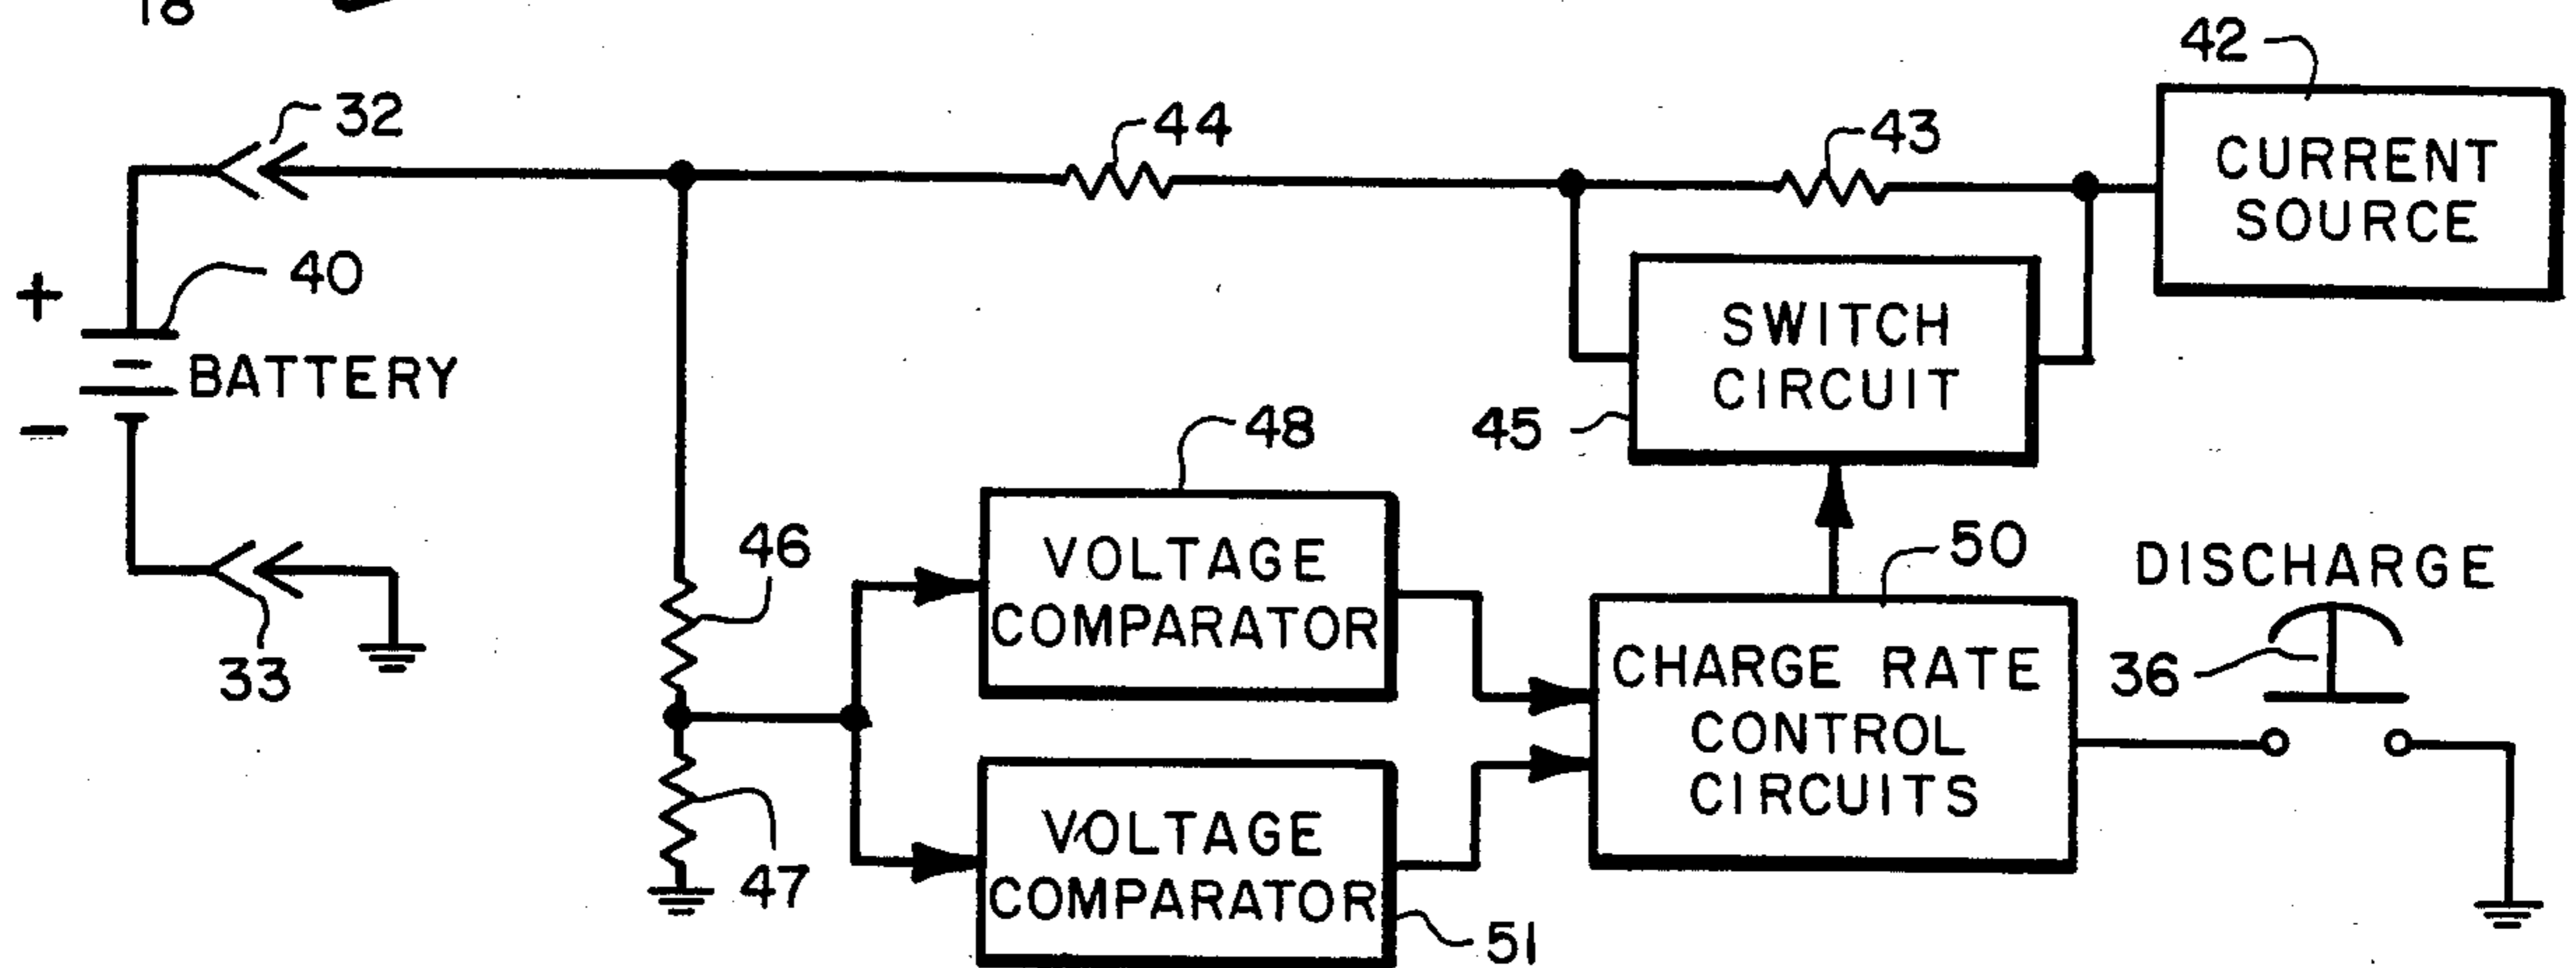 18
42
32
44
43
CURRENT
SOURCE
+
40
BATTERY
-
SWITCH
CIRCUIT
45
48
46
VOLTAGE
COMPARATOR
50
DISCHARGE
33
CHARGE RATE
CONTROL
CIRCUITS
36
47
VOLTAGE
COMPARATOR
51